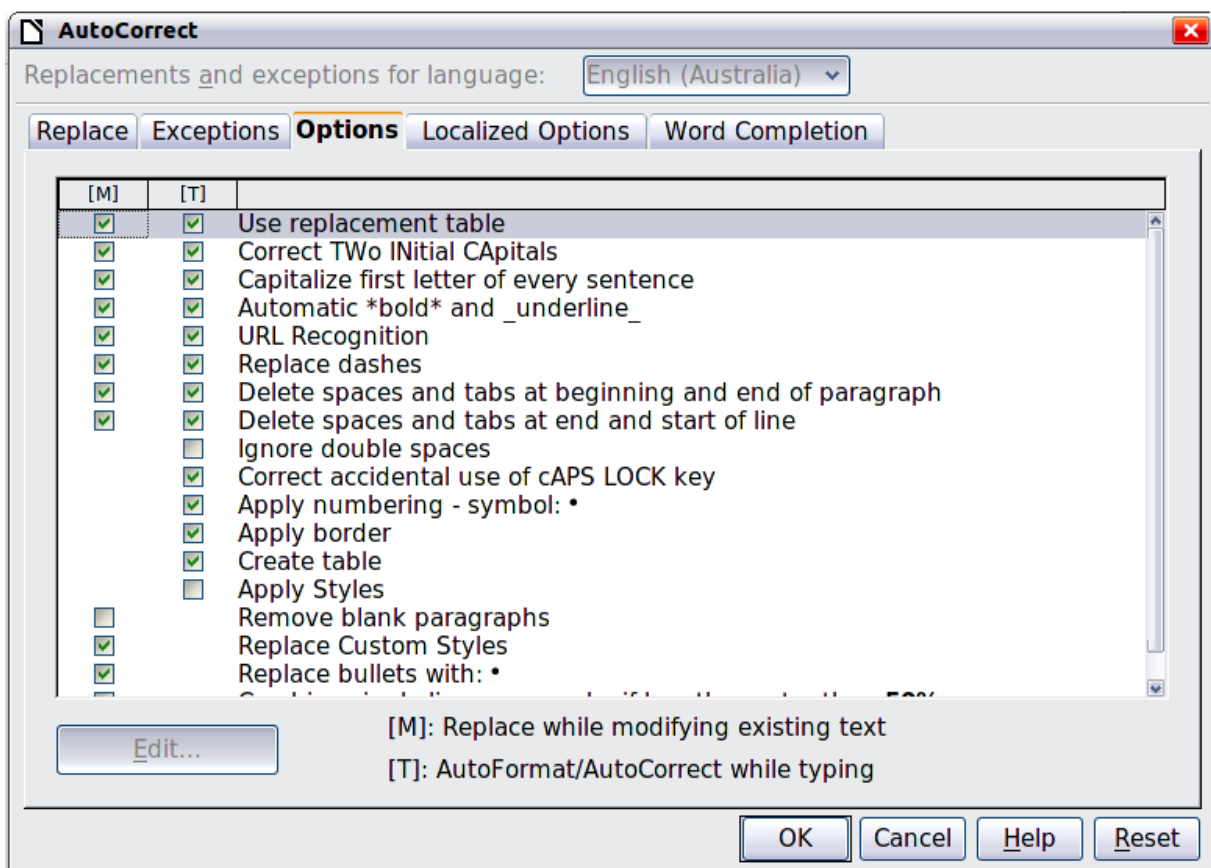 AutoCorrect
Replacements and exceptions for language: English (Australia)
Replace Exceptions Options Localized Options Word Completion
[M] [T]
Use replacement table
Correct TWo INitial CApitals
Capitalize first letter of every sentence
Automatic *bold* and _underline_
URL Recognition
Replace dashes
Delete spaces and tabs at beginning and end of paragraph
Delete spaces and tabs at end and start of line
Ignore double spaces
Correct accidental use of cAPS LOCK key
Apply numbering - symbol: •
Apply border
Create table
Apply Styles
Remove blank paragraphs
Replace Custom Styles
Replace bullets with: •
[M]: Replace while modifying existing text
Edit...
[T]: AutoFormat/AutoCorrect while typing
OK Cancel Help Reset